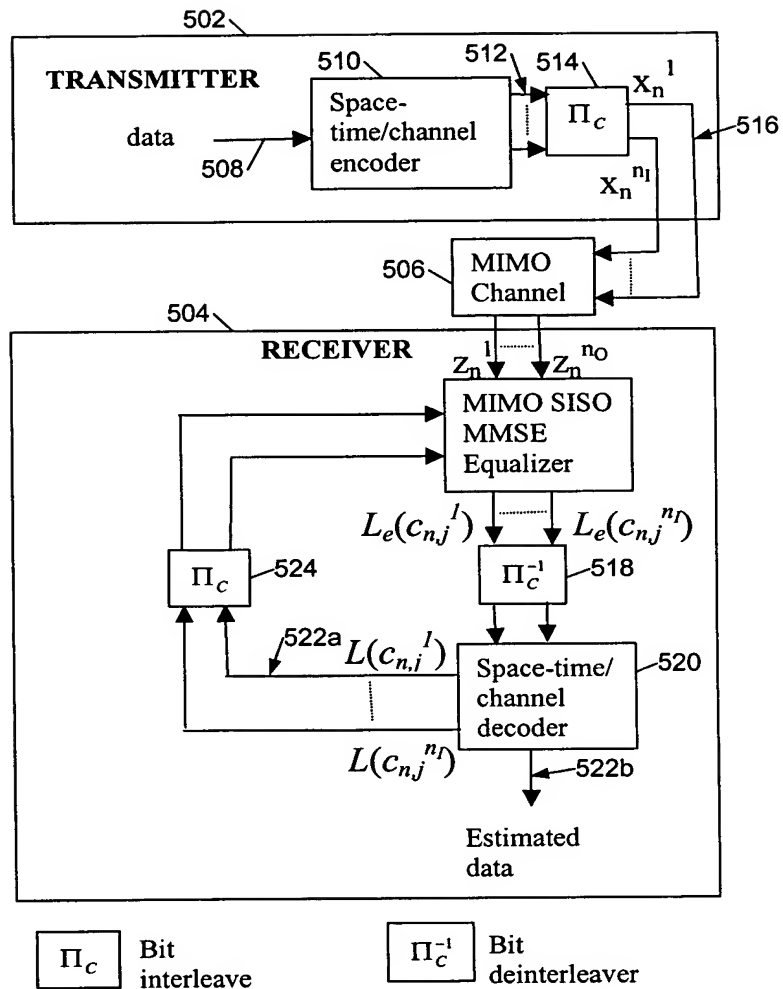 502
TRANSMITTER
510
512
514
data
508
Space-
time/channel
encoder
Π_c
x_n^1
516
x_n^{n_I}
506
MIMO
Channel
504
RECEIVER
z_n^1
z_n^{n_O}
MIMO SISO
MMSE
Equalizer
L_e(c_{n,j}^1)
L_e(c_{n,j}^{n_I})
Π_c
524
Π_c^{-1}
518
522a
L(c_{n,j}^1)
Space-time/
channel
decoder
520
L(c_{n,j}^{n_I})
522b
Estimated
data
Π_c
Bit
interleave
Π_c^{-1}
Bit
deinterleaver